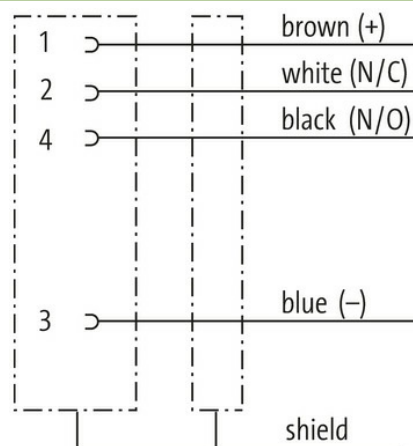 1 brown (+)
2 white (N/C)
4 black (N/O)
3 blue (–)
shield